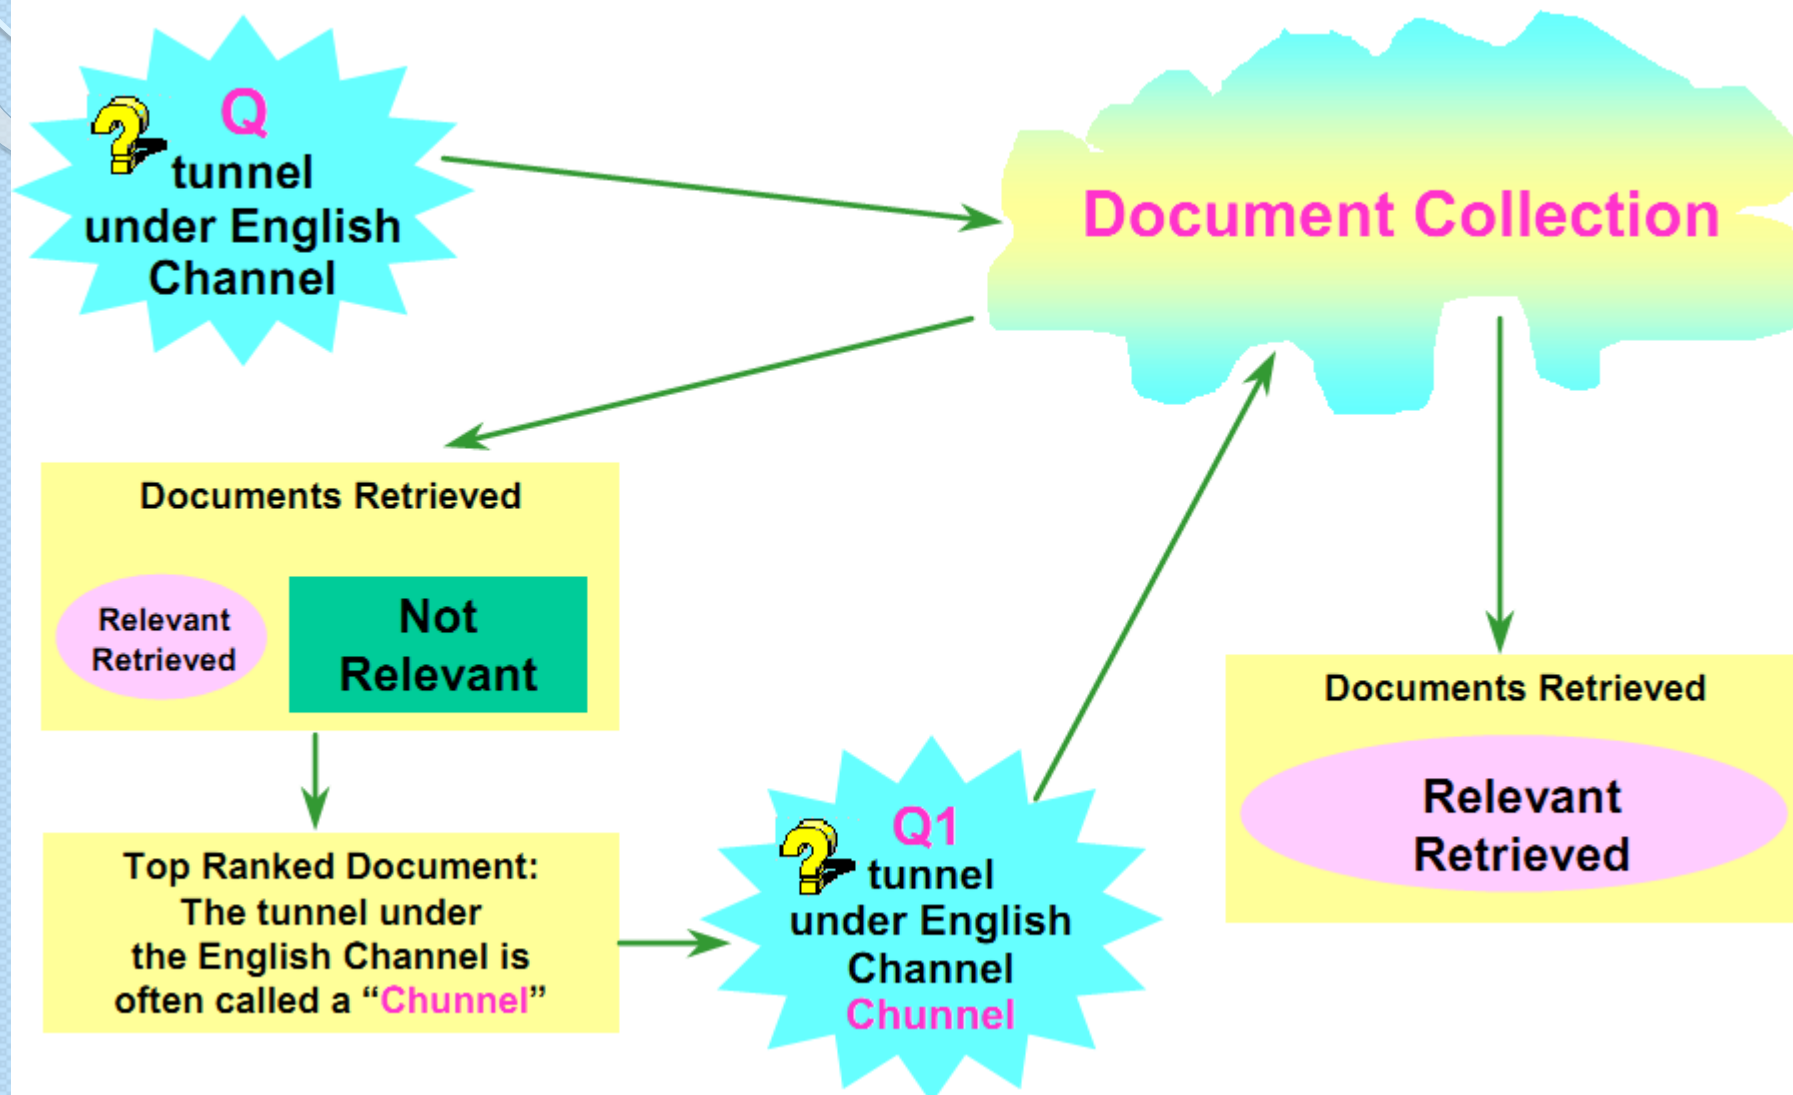 Q
tunnel
under English
Channel
Document Collection
Documents Retrieved
Relevant
Retrieved
Not
Relevant
Top Ranked Document:
The tunnel under
the English Channel is
often called a “Chunnel”
Q1
tunnel
under English
Channel
Chunnel
Documents Retrieved
Relevant
Retrieved